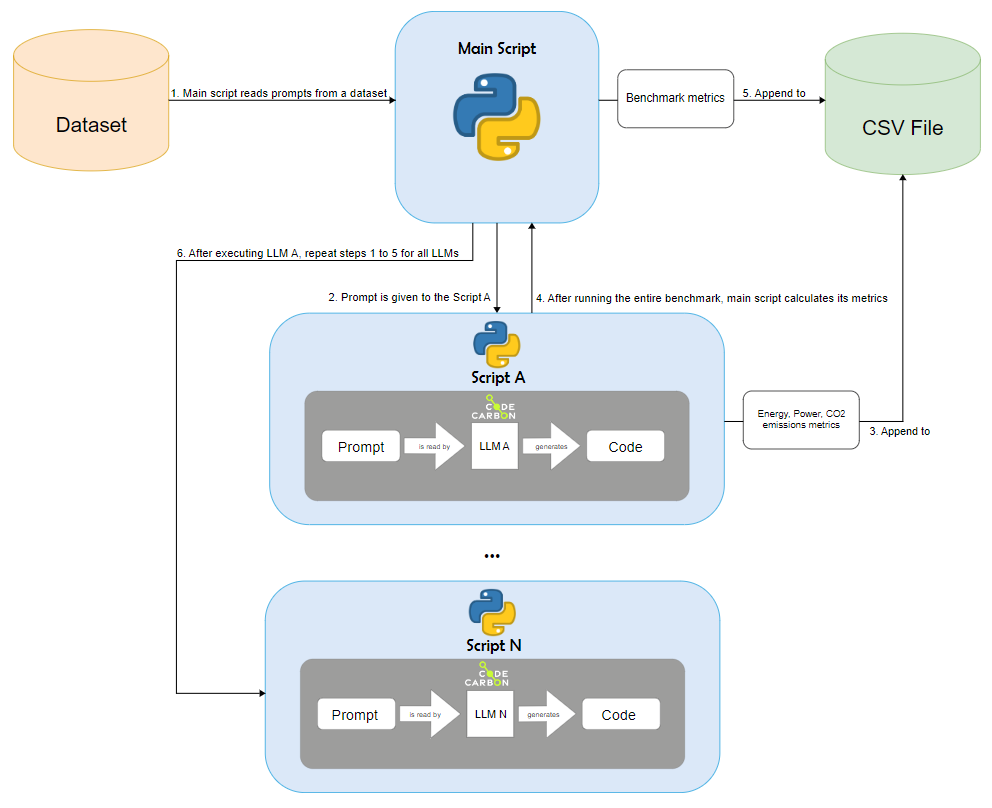 Main Script
Dataset
1. Main script reads prompts from a dataset
Benchmark metrics
5. Append to
CSV File
6. After executing LLM A, repeat steps 1 to 5 for all LLMs
2. Prompt is given to the Script A
4. After running the entire benchmark, main script calculates its metrics
Script A
CODE
CARBON
Prompt
is read by
LLM A
generates
Code
Energy, Power, CO2
emissions metrics
3. Append to
...
Script N
CODE
CARBON
Prompt
is read by
LLM N
generates
Code